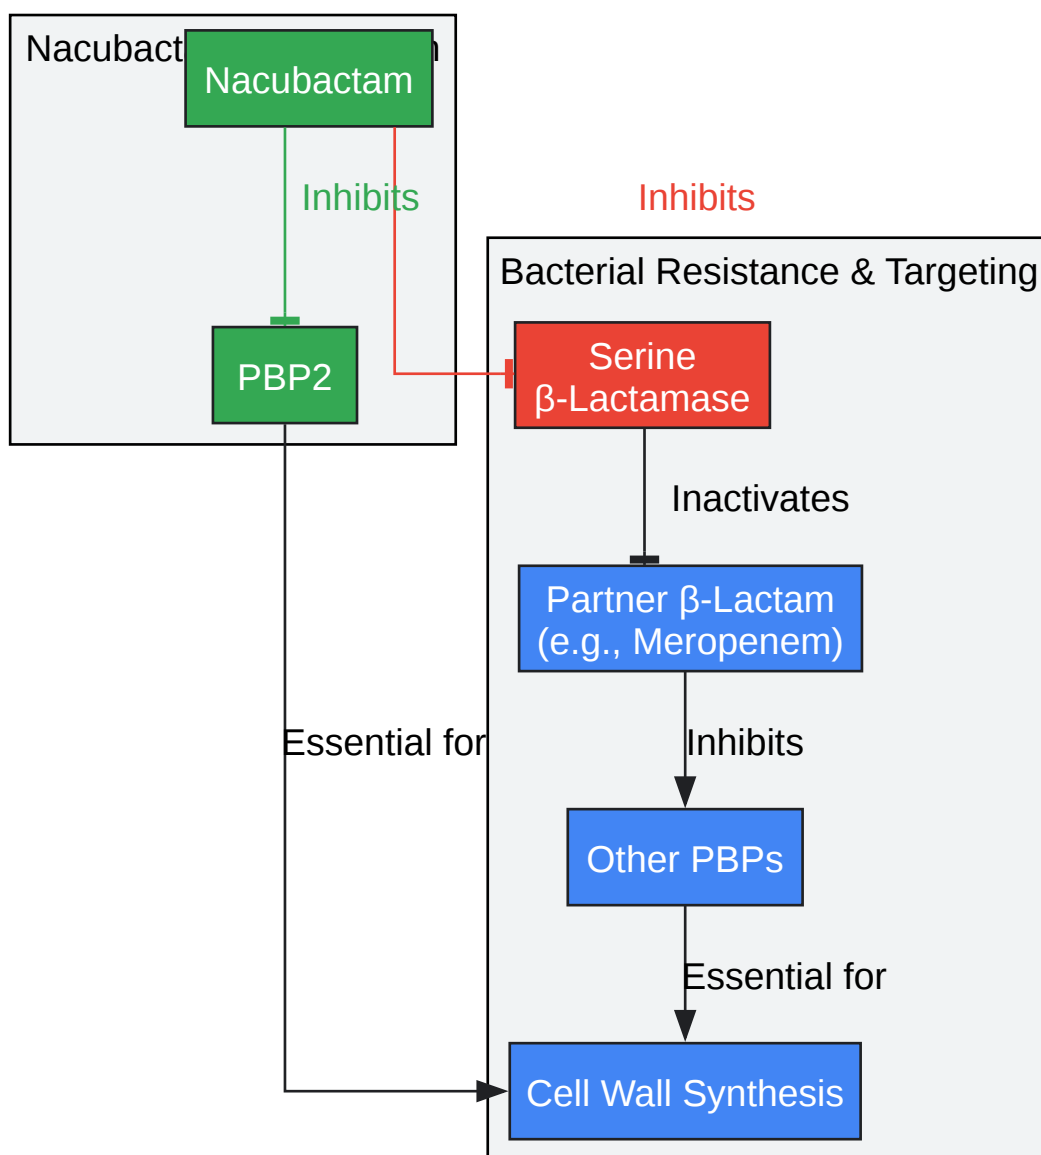 Nacubact
Nacubactam
Inhibits
Inhibits
Bacterial Resistance & Targeting
PBP2
Serine
β-Lactamase
Inactivates
Partner β-Lactam
(e.g., Meropenem)
Essential for
Inhibits
Other PBPs
Essential for
Cell Wall Synthesis